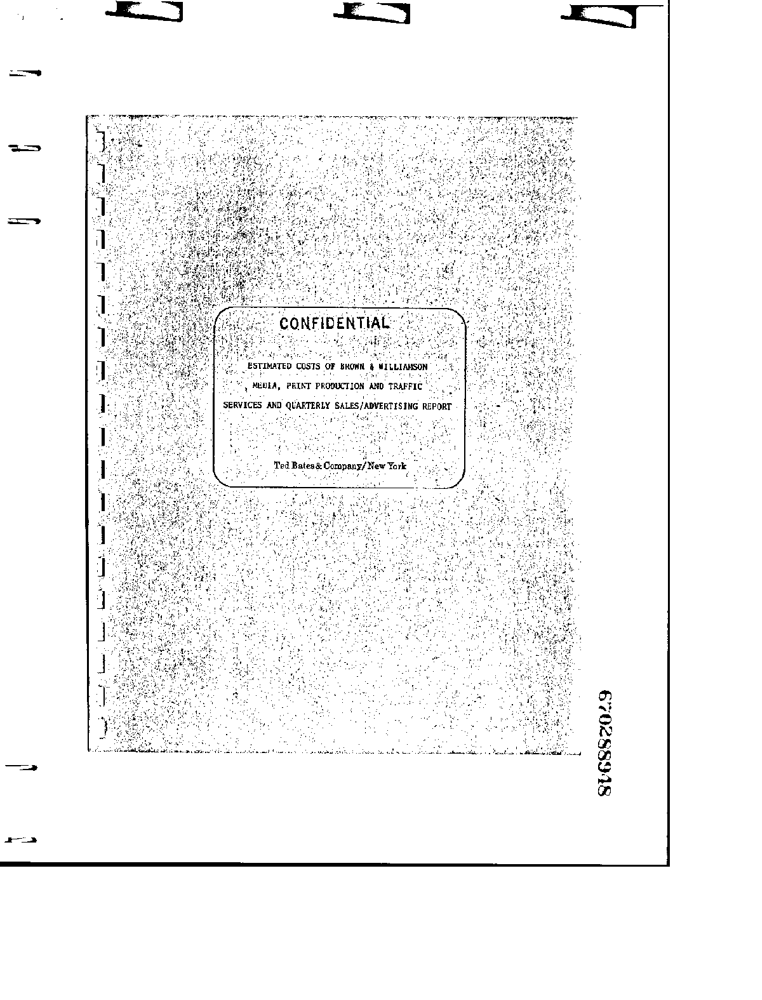 CONFIDENTIAL
ESTIMATED COSTS OF BROWN & WILLIAMSON
MEDIA, PRINT PRODUCTION AND TRAFFIC
SERVICES AND QUARTERLY SALES/ADVERTISING REPORT
Ted Bates & Company/New York
670288948